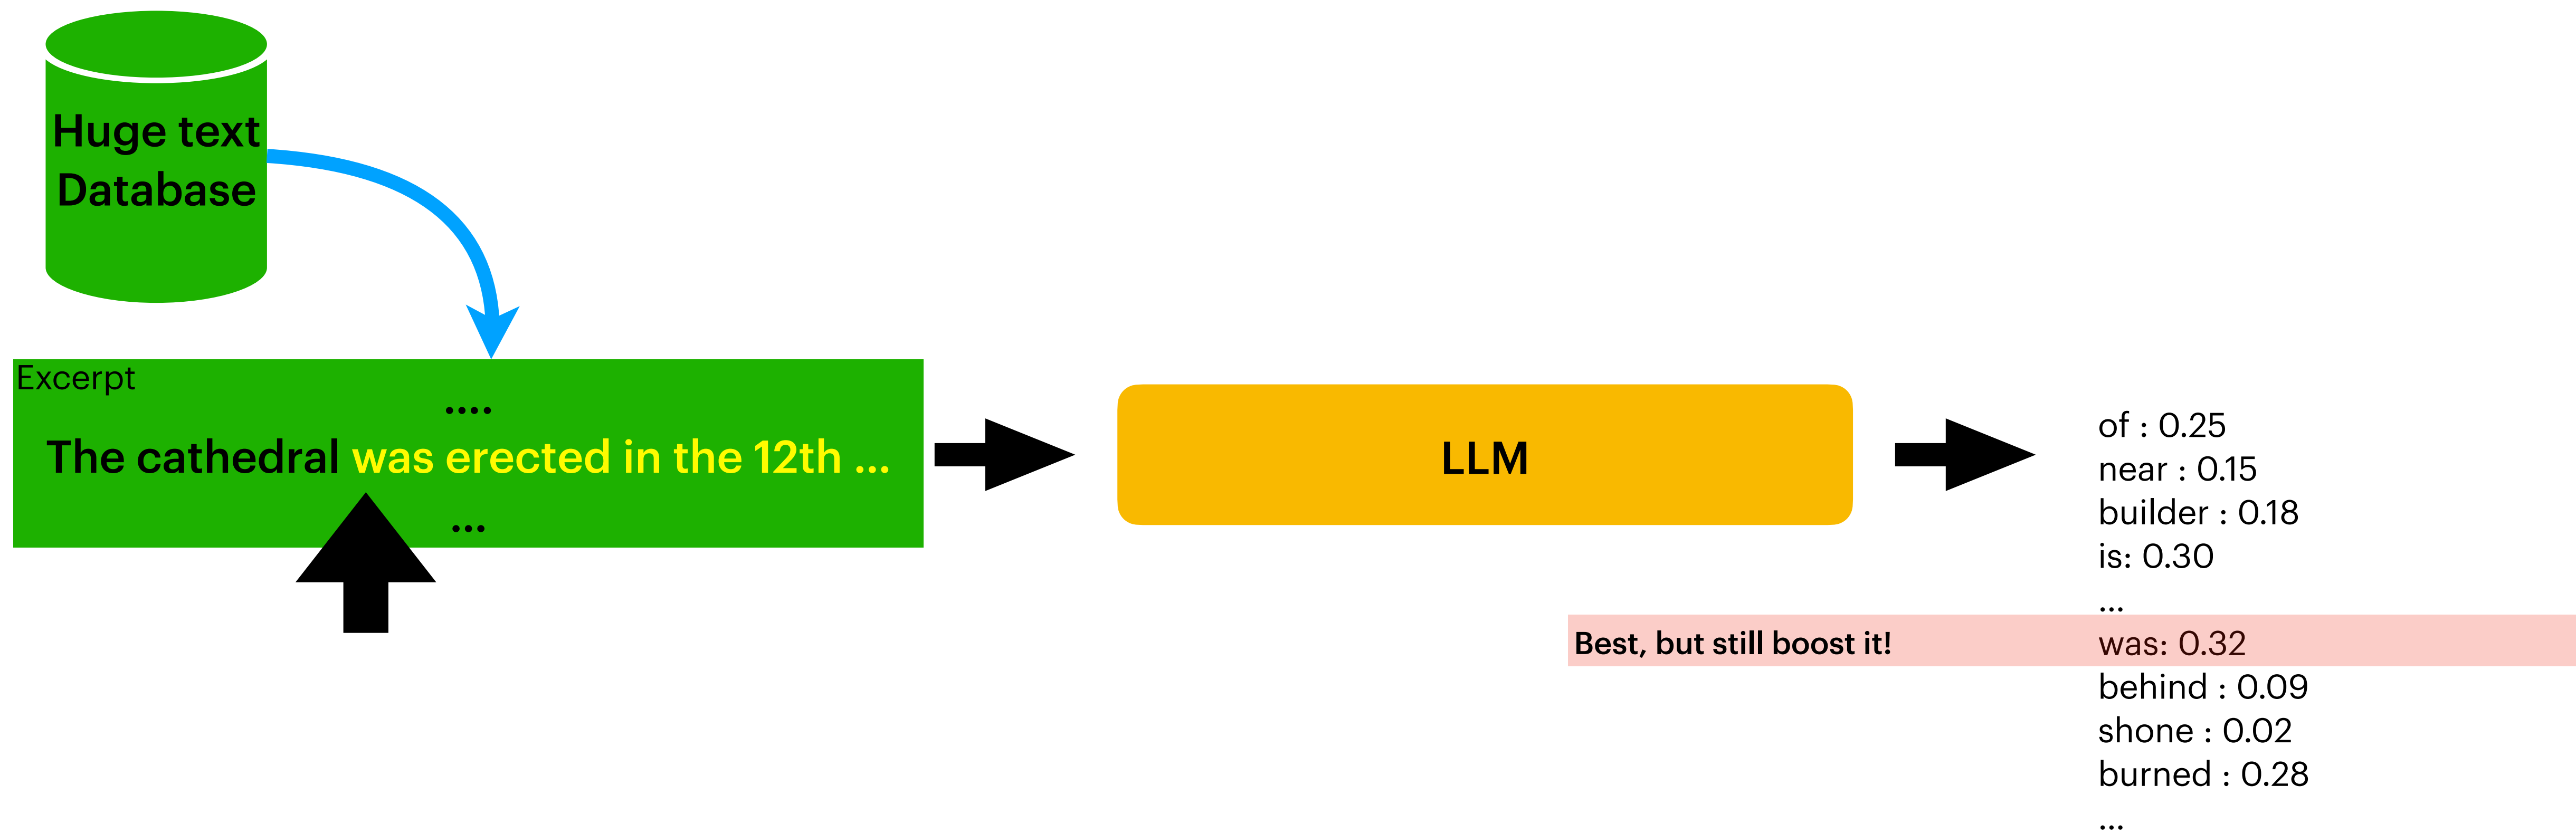 Huge text
Database
Excerpt
....
The cathedral was erected in the 12th ...
...
LLM
of : 0.25
near : 0.15
builder : 0.18
is: 0.30
...
Best, but still boost it!
was: 0.32
behind : 0.09
shone : 0.02
burned : 0.28
...